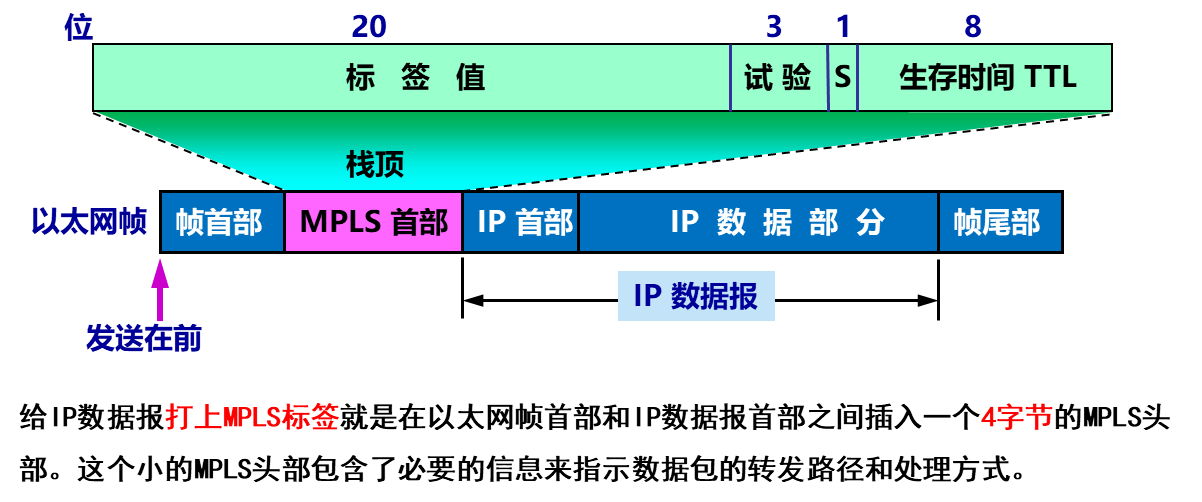 位 20 3 1 8
标 签 值 试 验 S 生存时间 TTL
栈顶
以太网帧 帧首部 MPLS 首部 IP 首部 IP 数 据 部 分 帧尾部
IP 数据报
发送在前
给IP数据报打上MPLS标签就是在以太网帧首部和IP数据报首部之间插入一个4字节的MPLS头
部。这个小的MPLS头部包含了必要的信息来指示数据包的转发路径和处理方式。